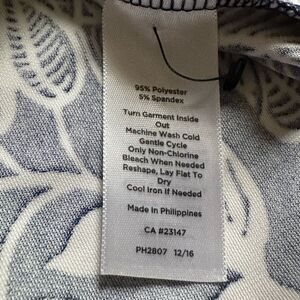 95% Polyester
5% Spandex
Turn Garment Inside
Out
Machine Wash Cold
Gentle Cycle
Only Non-Chlorine
Bleach When Needed
Reshape, Lay Flat To
Dry
Cool Iron If Needed
Made in Philippines
CA #23147
PH2807 12/16